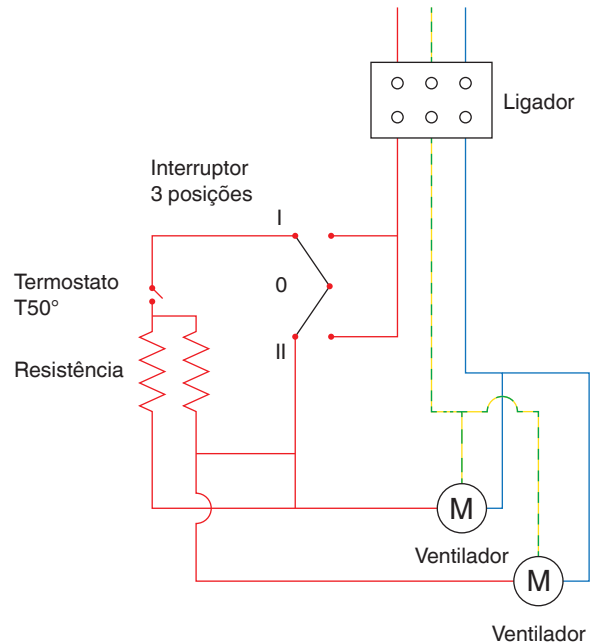 Ligador
Interruptor
3 posições
I
0
II
Termostato
T50°
Resistência
M
Ventilador
M
Ventilador